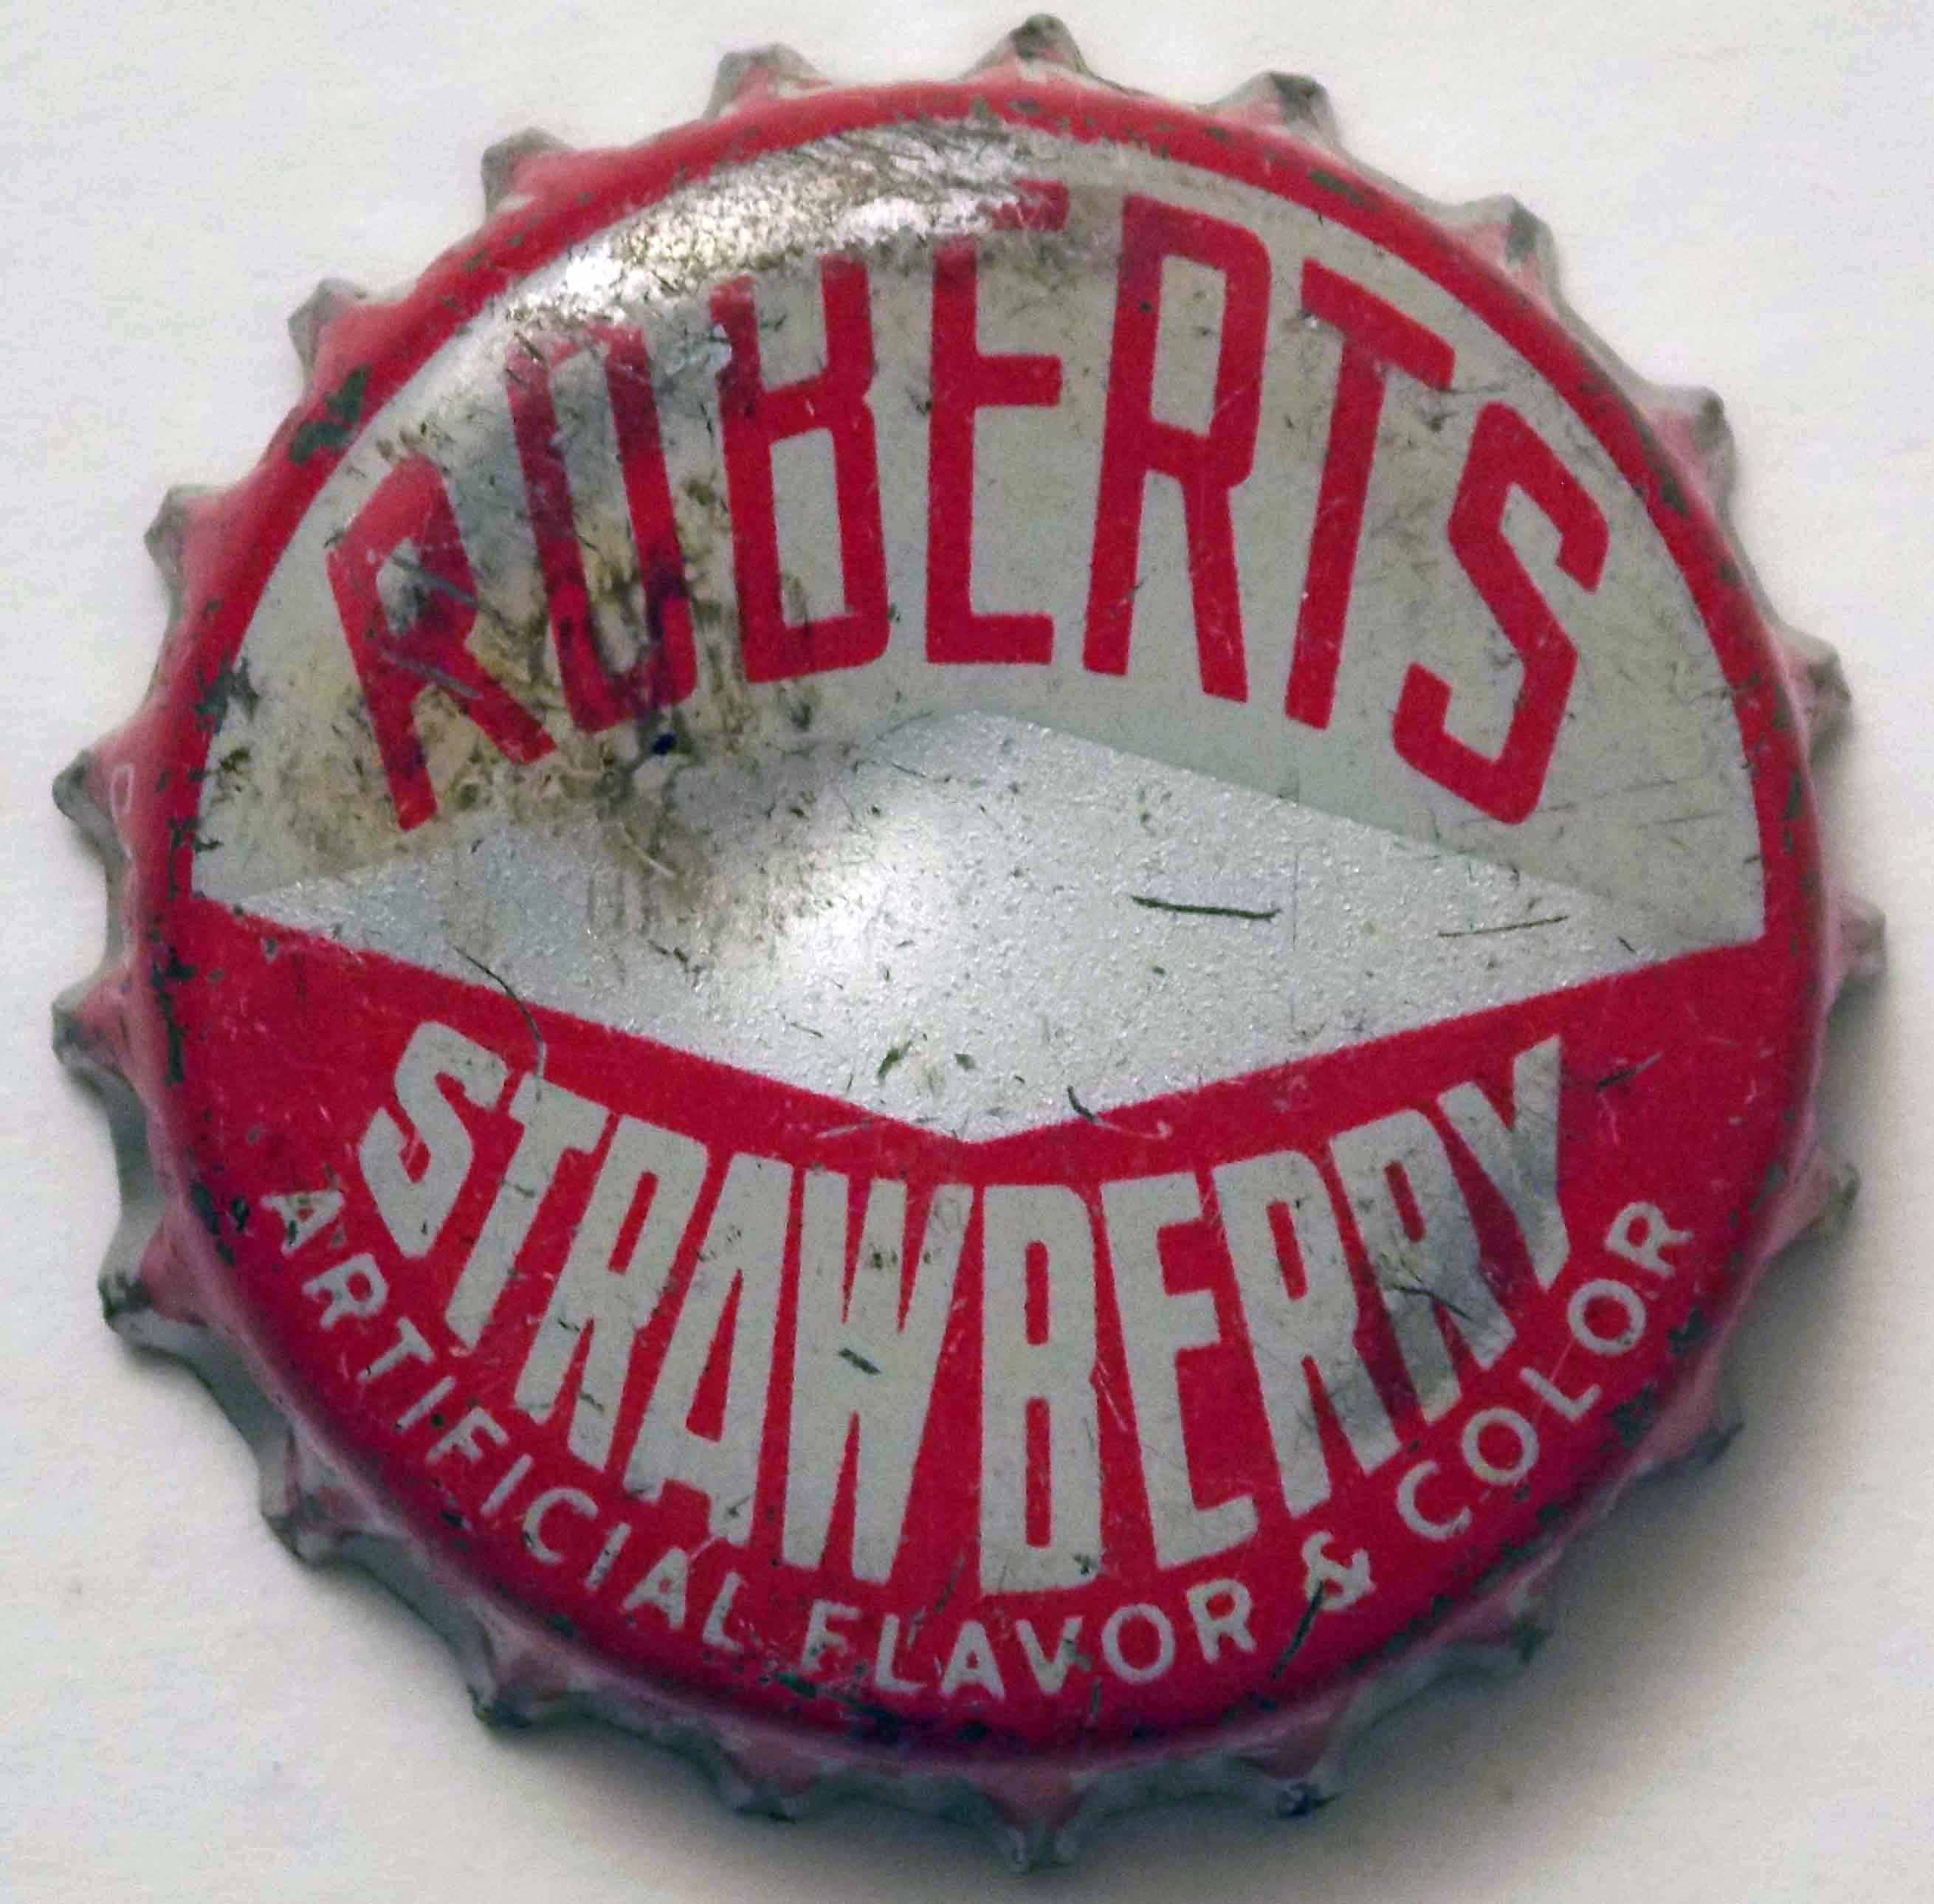 ROBERTS
STRAWBERRY
ARTIFICIAL FLAVOR & COLOR